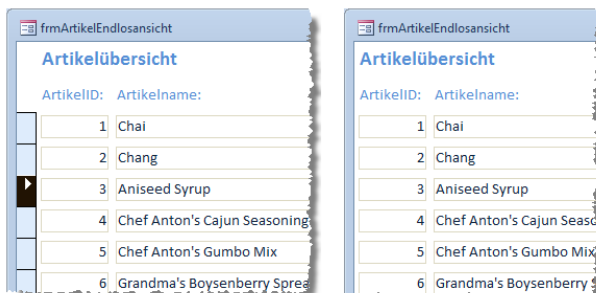 frmArtikelEndlosansicht
Artikelübersicht
ArtikelID: Artikelname:
1 Chai
2 Chang
3 Aniseed Syrup
4 Chef Anton's Cajun Seasoning
5 Chef Anton's Gumbo Mix
6 Grandma's Boysenberry Sprea
frmArtikelEndlosansicht
Artikelübersicht
ArtikelID: Artikelname:
1 Chai
2 Chang
3 Aniseed Syrup
4 Chef Anton's Cajun Seaso
5 Chef Anton's Gumbo Mix
6 Grandma's Boysenberry